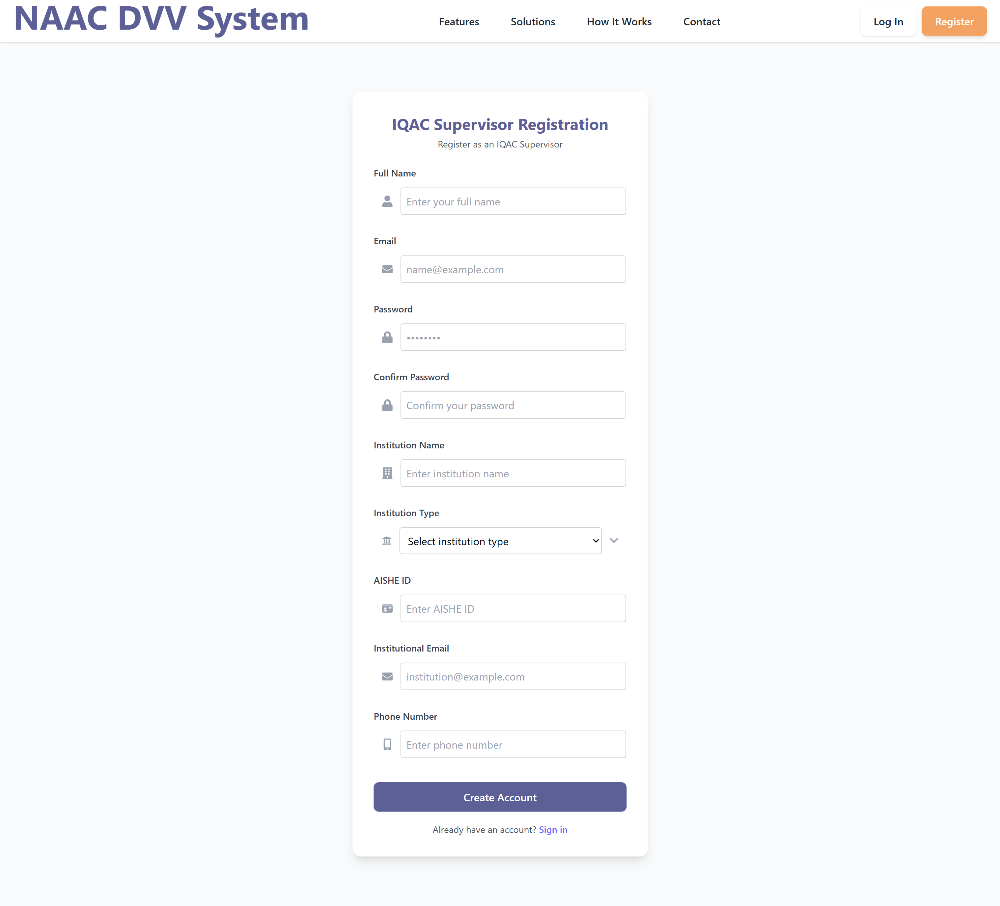 NAAC DVV System
Features
Solutions
How It Works
Contact
Log In
Register
IQAC Supervisor Registration
Register as an IQAC Supervisor
Full Name
Enter your full name
Email
name@example.com
Password
••••••••
Confirm Password
Confirm your password
Institution Name
Enter institution name
Institution Type
Select institution type
AISHE ID
Enter AISHE ID
Institutional Email
institution@example.com
Phone Number
Enter phone number
Create Account
Already have an account? Sign in